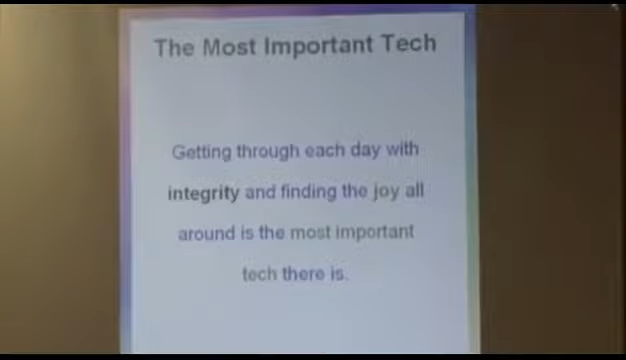 The Most Important Tech
Getting through each day with
integrity and finding the joy all
around is the most important
tech there is.